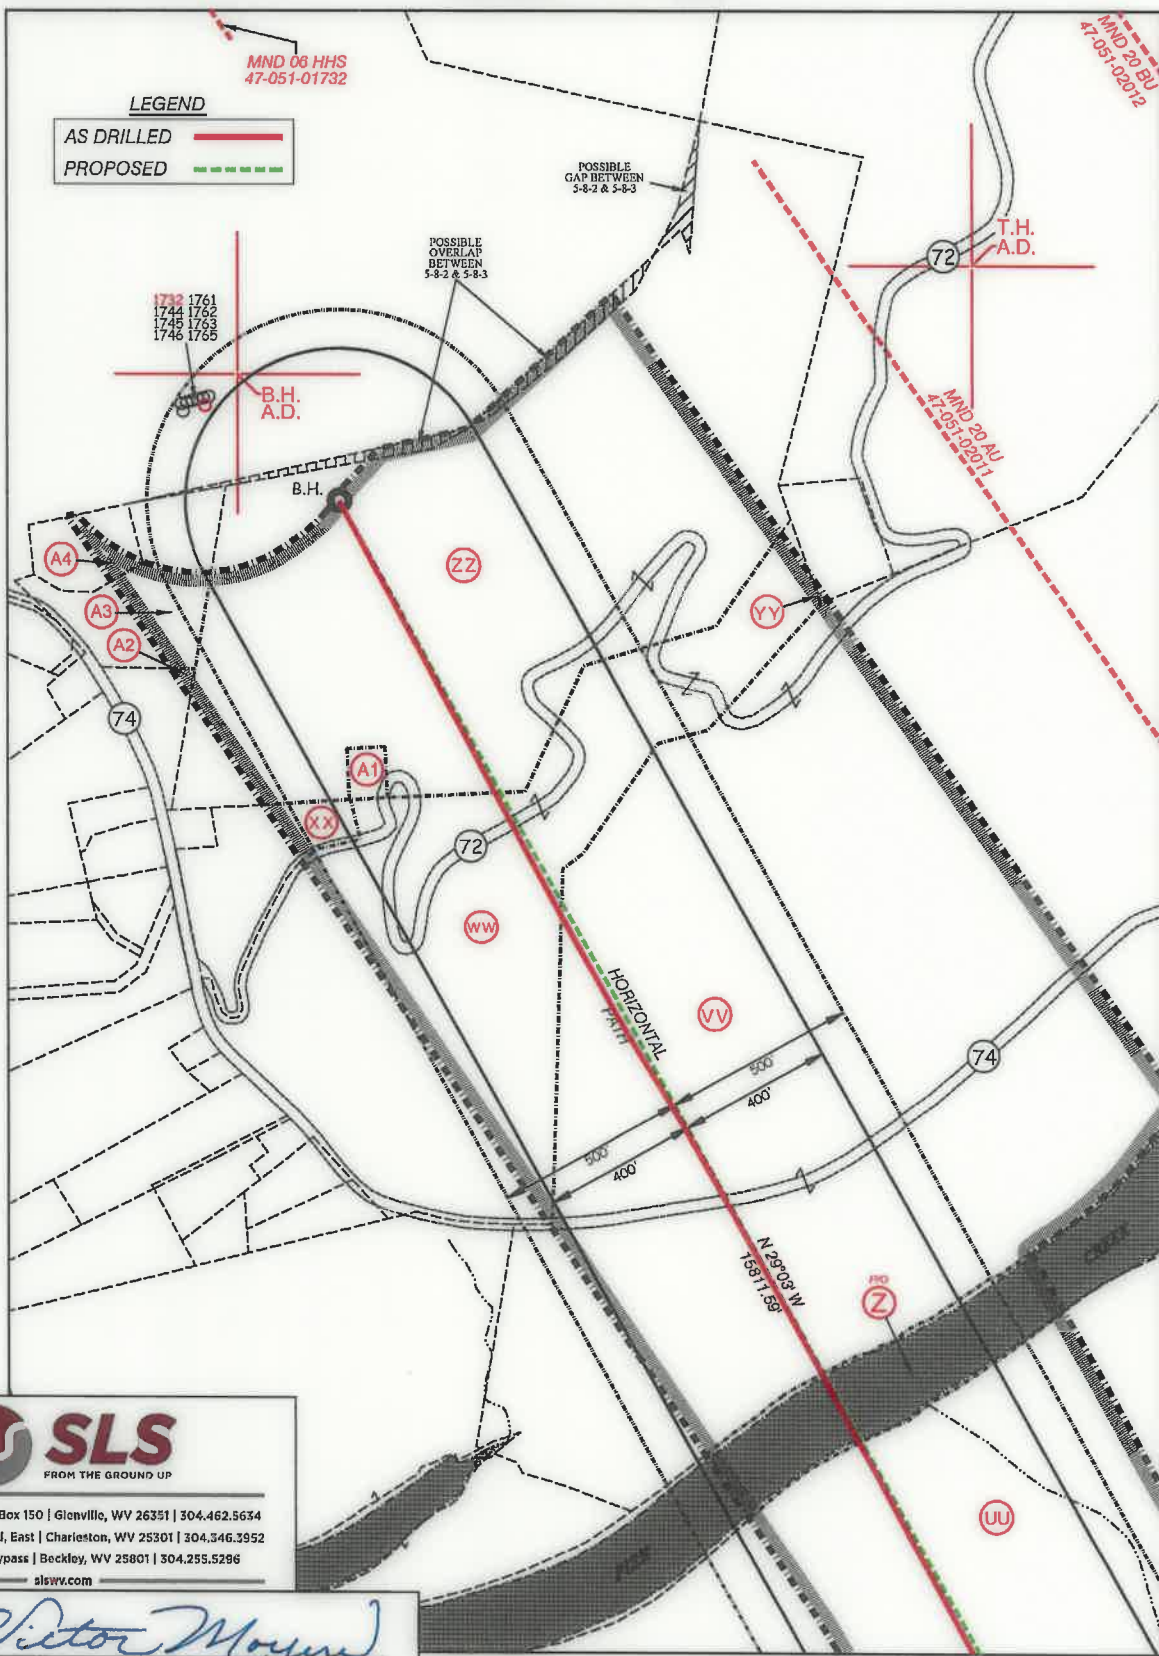 MND 06 HHS
47-051-01732
MND 20 BU
47-051-02012
LEGEND
AS DRILLED
PROPOSED
POSSIBLE
GAP BETWEEN
5-8-2 & 5-8-3
POSSIBLE
OVERLAP
BETWEEN
5-8-2 & 5-8-3
T.H.
A.D.
72
1732 1761
1744 1762
1745 1763
1746 1765
B.H.
A.D.
MND 20 AU
47-051-02011
B.H.
A4
ZZ
A3
YY
A2
74
A1
XX
72
WW
HORIZONTAL
PATH
VV
500'
400'
74
500'
400'
N 29°03' W
15811.59'
CREEK
P/O
Z
SLS
FROM THE GROUND UP
Box 150 | Glenville, WV 26351 | 304.462.5634
East | Charleston, WV 25301 | 304.346.3952
ypass | Beckley, WV 25801 | 304.255.5296
slswv.com
UU
FISH
Victor Moyers